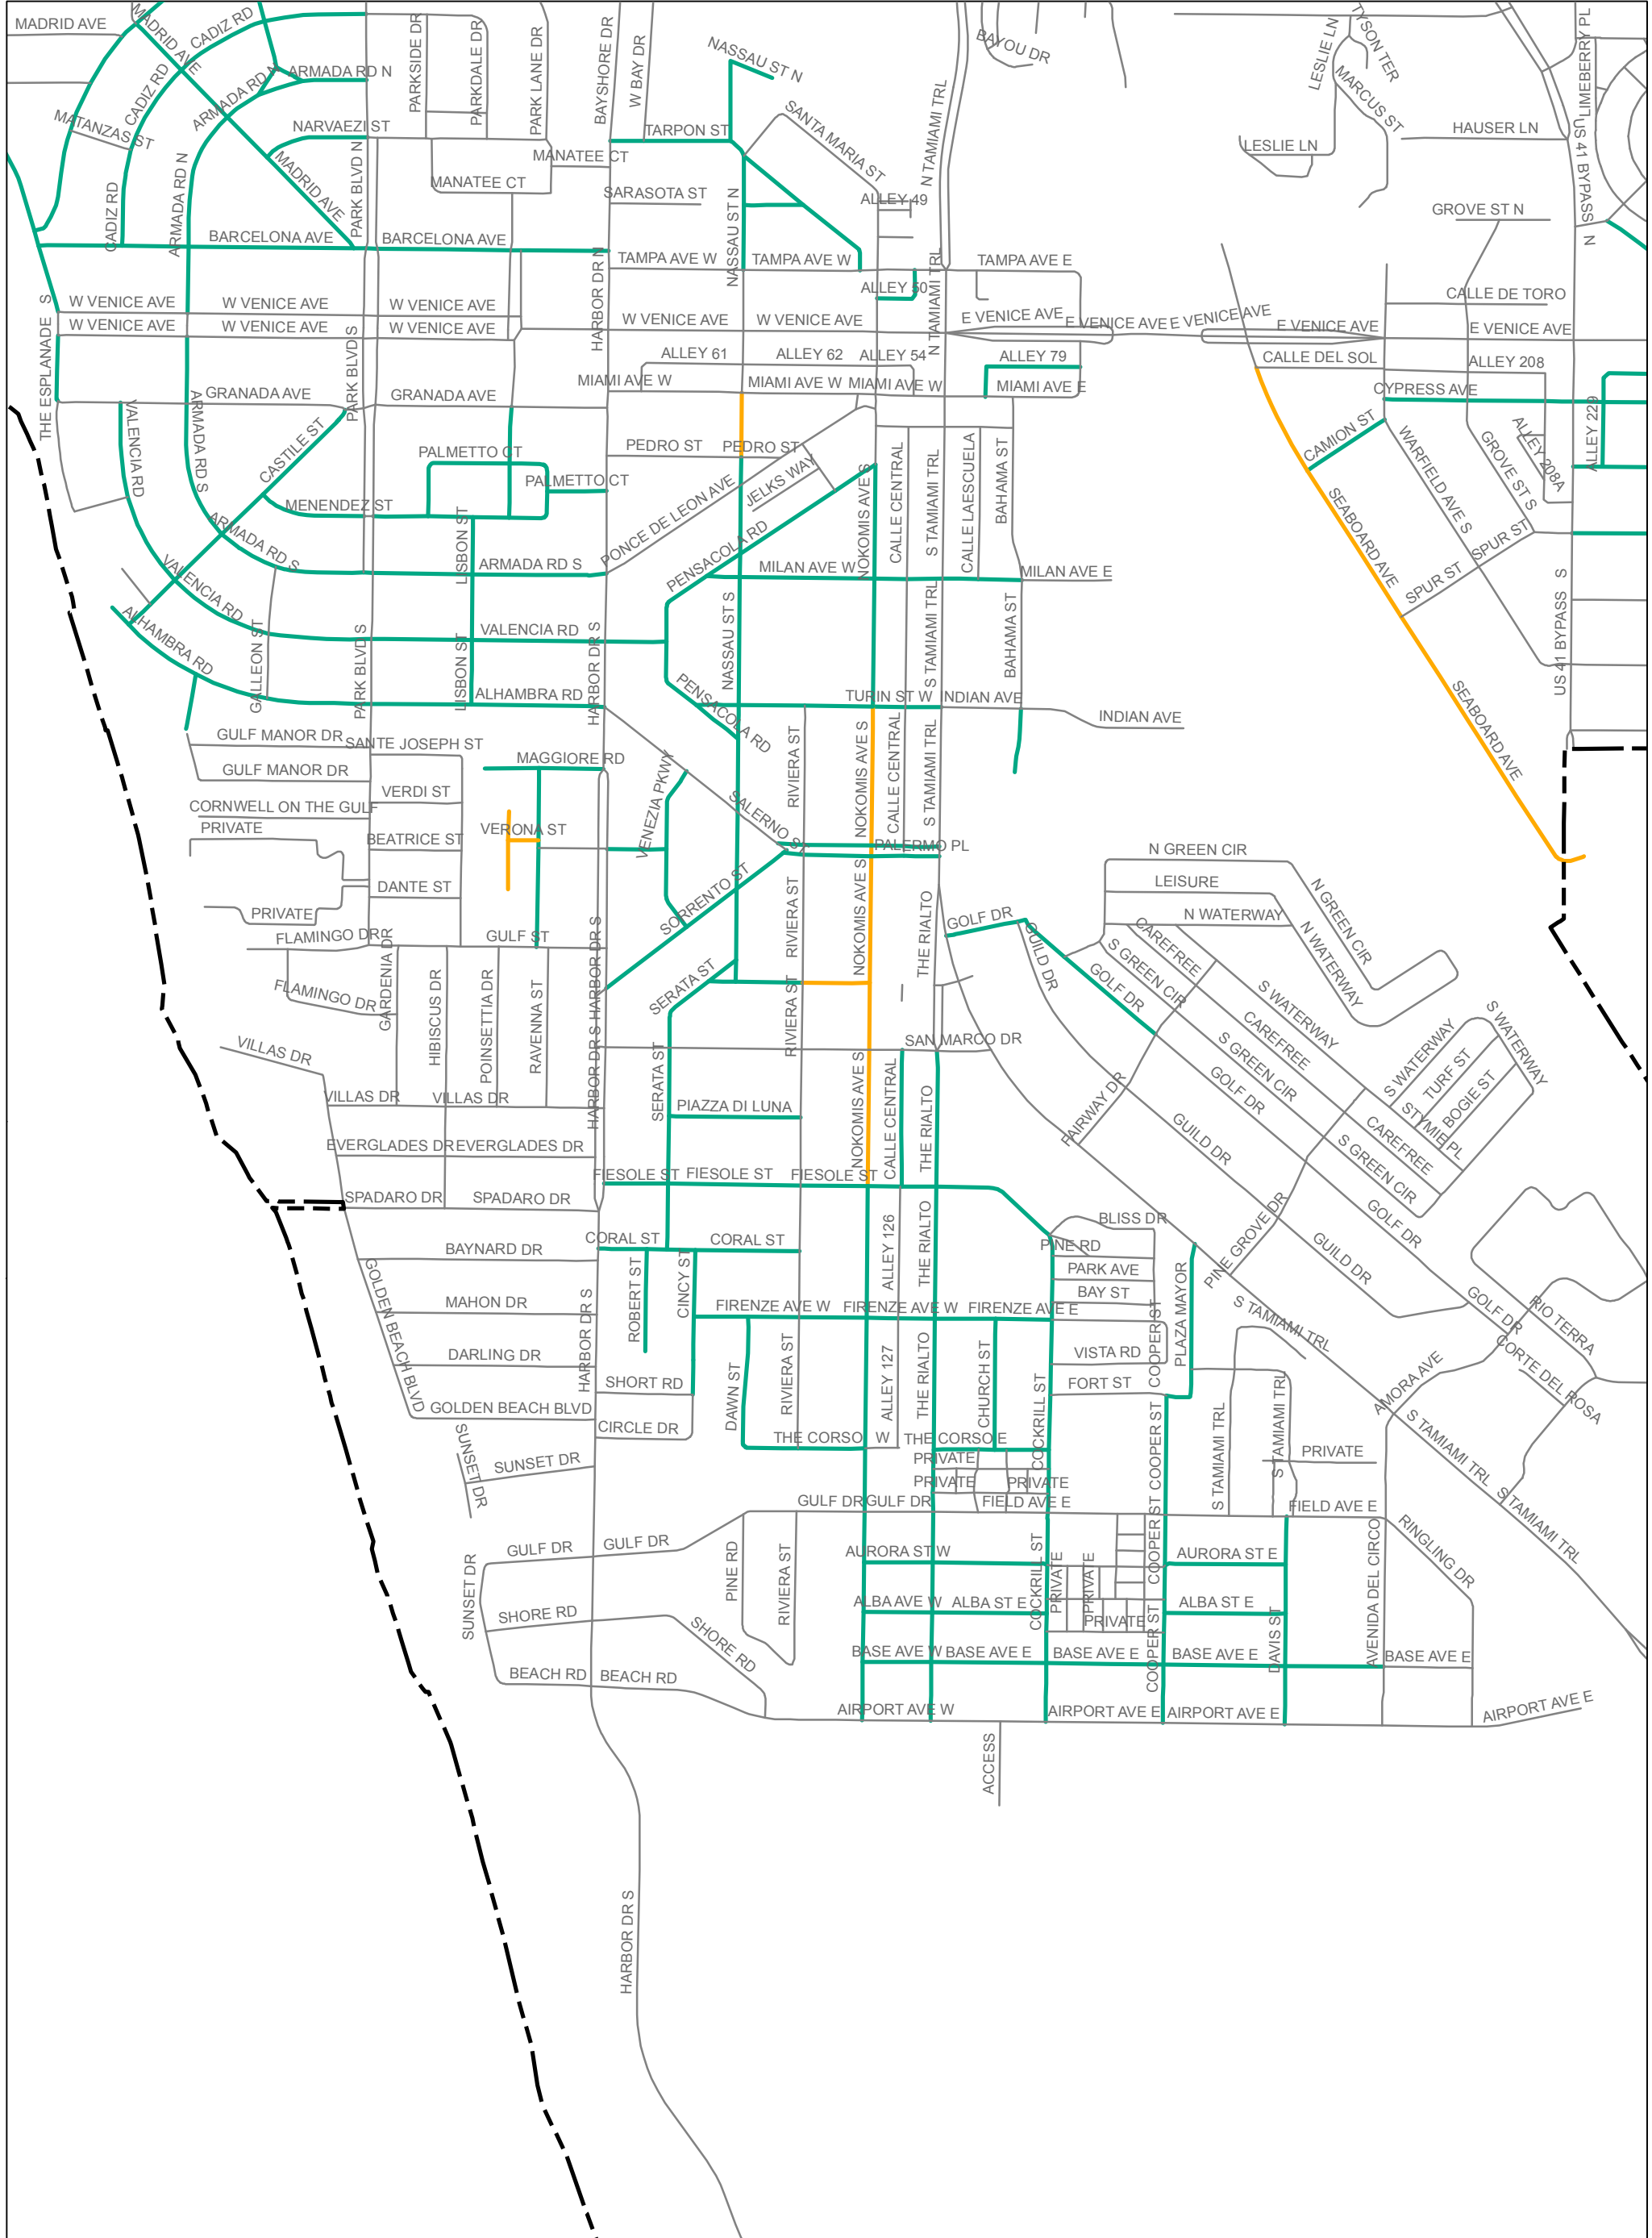 MADRID AVE
MADRID AVE
CADIZ RD
PARKSIDE DR
PARKDALE DR
PARK LANE DR
BAYSHORE DR
W BAY DR
NASSAU ST N
BAYOU DR
LESLIE LN
TYSON TER
LIMEBERRY PL
ARMADA RD N
ARMADA RD N
CADIZ RD
MARCUS ST
MATANZAS ST
NARVAEZI ST
TARPON ST
SANTA MARIA ST
N TAMIAMI TRL
HAUSER LN
LESLIE LN
US 41 BYPASS N
MANATEE CT
MANATEE CT
MADRID AVE
PARK BLVD N
SARASOTA ST
ALLEY 49
GROVE ST N
CADIZ RD
ARMADA RD N
BARCELONA AVE
BARCELONA AVE
NASSAU ST N
HARBOR DR N
TAMPA AVE W
TAMPA AVE W
TAMPA AVE E
N TAMIAMI TRL
ALLEY 50
CALLE DE TORO
THE ESPLANADE S
W VENICE AVE
W VENICE AVE
W VENICE AVE
W VENICE AVE
W VENICE AVE
W VENICE AVE
W VENICE AVE
W VENICE AVE
E VENICE AVE
E VENICE AVE
E VENICE AVE
E VENICE AVE
E VENICE AVE
PARK BLVD S
ALLEY 61
ALLEY 62
ALLEY 54
ALLEY 79
CALLE DEL SOL
ALLEY 208
MIAMI AVE W
MIAMI AVE W
MIAMI AVE W
MIAMI AVE E
CYPRESS AVE
GRANADA AVE
GRANADA AVE
VALENCIA RD
ARMADA RD S
CASTILE ST
PALMETTO CT
PALMETTO CT
PEDRO ST
PEDRO ST
CAMION ST
WARFIELD AVE S
GROVE ST S
ALLEY 208A
ALLEY 229
MENENDEZ ST
JELKS WAY
PONCE DE LEON AVE
NOKOMIS AVE S
CALLE CENTRAL
S TAMIAMI TRL
CALLE LAESCUELA
BAHAMA ST
SEABOARD AVE
ARMADA RD S
LISBON ST
ARMADA RD S
PENSACOLA RD
MILAN AVE W
MILAN AVE E
SPUR ST
SPUR ST
VALENCIA RD
ALHAMBRA RD
GALLEON ST
PARK BLVD S
VALENCIA RD
LISBON ST
HARBOR DR S
NASSAU ST S
S TAMIAMI TRL
BAHAMA ST
US 41 BYPASS S
ALHAMBRA RD
PENSACOLA RD
TURIN ST W
INDIAN AVE
INDIAN AVE
SEABOARD AVE
GULF MANOR DR
SANTE JOSEPH ST
GULF MANOR DR
MAGGIORE RD
RIVIERA ST
NOKOMIS AVE S
CALLE CENTRAL
S TAMIAMI TRL
VERDI ST
CORNWELL ON THE GULF
PRIVATE
BEATRICE ST
VERONA ST
VENEZIA PKWY
SALERNO ST
PALERMO PL
DANTE ST
PRIVATE
SORRENTO ST
RIVIERA ST
NOKOMIS AVE S
THE RIALTO
N GREEN CIR
LEISURE
N WATERWAY
N GREEN CIR
N WATERWAY
GOLF DR
GUILD DR
CAREFREE
S GREEN CIR
GOLF DR
FLAMINGO DR
GULF ST
FLAMINGO DR
GARDENIA DR
HIBISCUS DR
POINSETTIA DR
RAVENNA ST
HARBOR DR S
HARBOR DR S
SERATA ST
S WATERWAY
CAREFREE
S GREEN CIR
GOLF DR
S WATERWAY
S WATERWAY
TURF ST
BOGIE ST
STYMIE PL
VILLAS DR
SERATA ST
RIVIERA ST
SAN MARCO DR
VILLAS DR
VILLAS DR
PIAZZA DI LUNA
NOKOMIS AVE S
CALLE CENTRAL
THE RIALTO
FAIRWAY DR
GUILD DR
CAREFREE
S GREEN CIR
GOLF DR
EVERGLADES DR
EVERGLADES DR
FIESOLE ST
FIESOLE ST
FIESOLE ST
SPADARO DR
SPADARO DR
CORAL ST
CORAL ST
ALLEY 126
THE RIALTO
BLISS DR
PINE RD
PARK AVE
BAY ST
PINE GROVE DR
GUILD DR
BAYNARD DR
GOLDEN BEACH BLVD
MAHON DR
ROBERT ST
CINCY ST
FIRENZE AVE W
FIRENZE AVE W
FIRENZE AVE E
COOPER ST
PLAZA MAYOR
S TAMIAMI TRL
GOLF DR
RIO TERRA
CORTE DEL ROSA
DARLING DR
HARBOR DR S
SHORT RD
DAWN ST
RIVIERA ST
ALLEY 127
THE RIALTO
CHURCH ST
VISTA RD
FORT ST
AMORA AVE
GOLDEN BEACH BLVD
CIRCLE DR
THE CORSO W
THE CORSO E
COCKRILL ST
COOPER ST
S TAMIAMI TRL
S TAMIAMI TRL
S TAMIAMI TRL
SUNSET DR
SUNSET DR
PRIVATE
PRIVATE
PRIVATE
PRIVATE
GULF DR
GULF DR
FIELD AVE E
FIELD AVE E
S TAMIAMI TRL
GULF DR
GULF DR
PINE RD
RIVIERA ST
AURORA ST W
COCKRILL ST
PRIVATE
PRIVATE
COOPER ST
AURORA ST E
AVENIDA DEL CIRCO
RINGLING DR
SUNSET DR
SHORE RD
SHORE RD
ALBA AVE W
ALBA ST E
PRIVATE
ALBA ST E
BASE AVE W
BASE AVE E
BASE AVE E
COOPER ST
BASE AVE E
DAVIS ST
BASE AVE E
BEACH RD
BEACH RD
AIRPORT AVE W
AIRPORT AVE E
AIRPORT AVE E
AIRPORT AVE E
ACCESS
HARBOR DR S